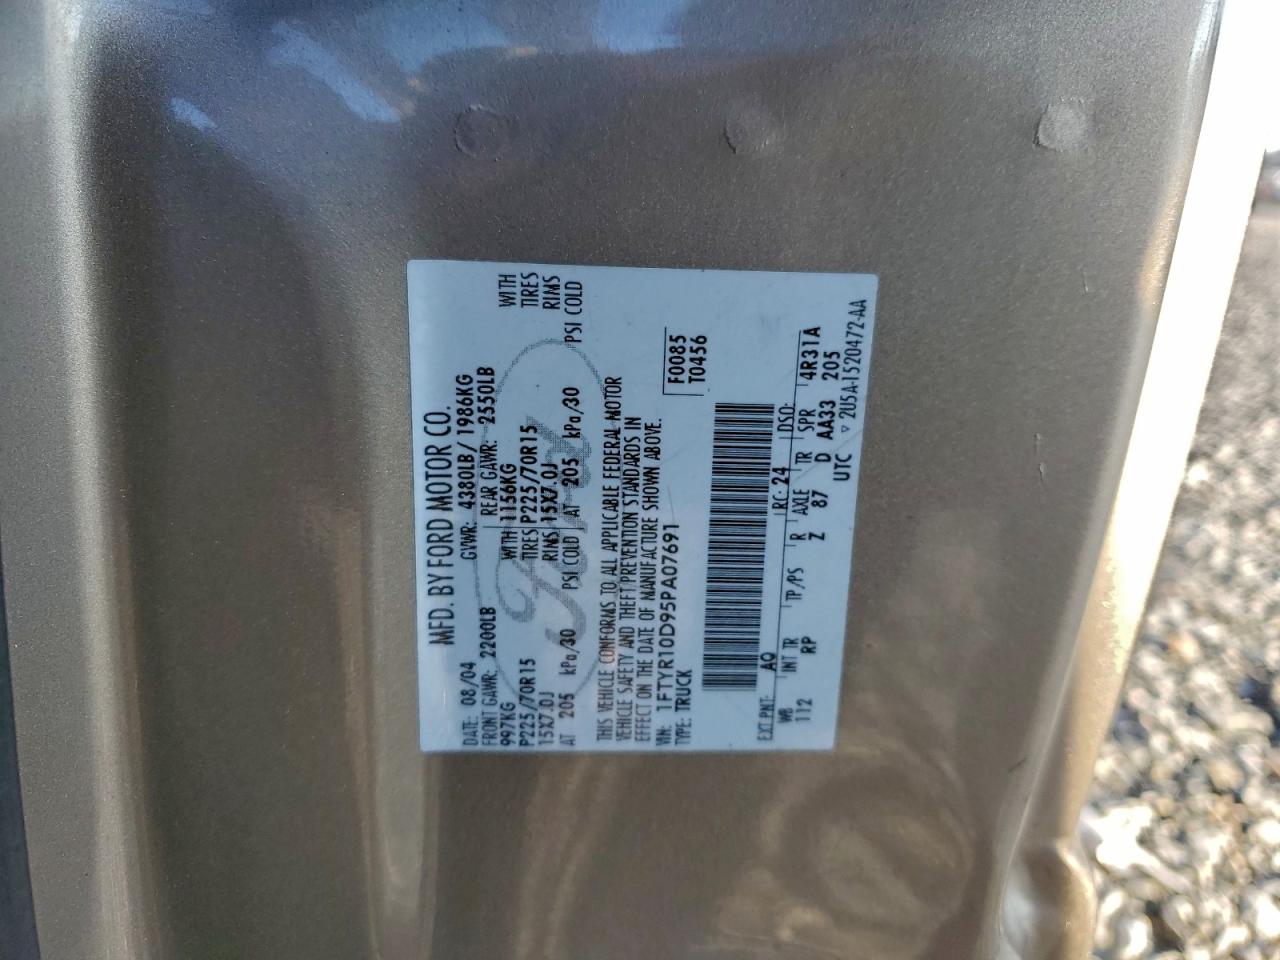 MFD. BY FORD MOTOR CO.
DATE: 08/04 GVWR: 4380LB/ 1986KG
FRONT GAWR: 2200LB REAR GAWR: 2550LB
997KG WITH 1156KG WITH
P225/70R15 TIRES P225/70R15 TIRES
15X7.0J RIMS 15X7.0J RIMS
AT 205 kPa/30 PSI COLD AT 205 kPa/30 PSI COLD
THIS VEHICLE CONFORMS TO ALL APPLICABLE FEDERAL MOTOR
VEHICLE SAFETY AND THEFT PREVENTION STANDARDS IN
EFFECT ON THE DATE OF MANUFACTURE SHOWN ABOVE.
VIN: 1FTYR10D95PA07691
TYPE: TRUCK
F0085
T0456
EXT PNT: AQ RC: 24 DSO:
WB INT TR TP/PS R AXLE TR SPR 4R31A
112 RP Z 87 D AA33 205
UTC ▽ 2U5A-1520472-AA
Ford